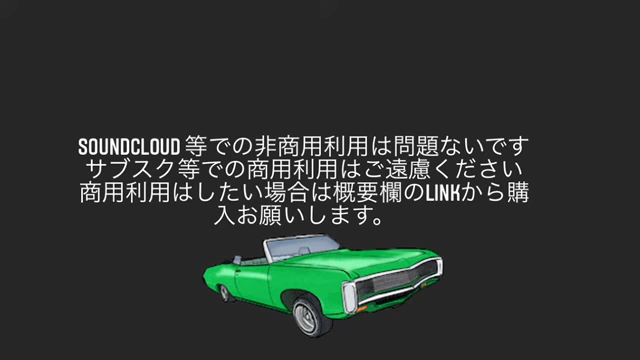 SOUNDCLOUD 等での非商用利用は問題ないです
サブスク等での商用利用はご遠慮ください
商用利用はしたい場合は概要欄のLINKから購
入お願いします。